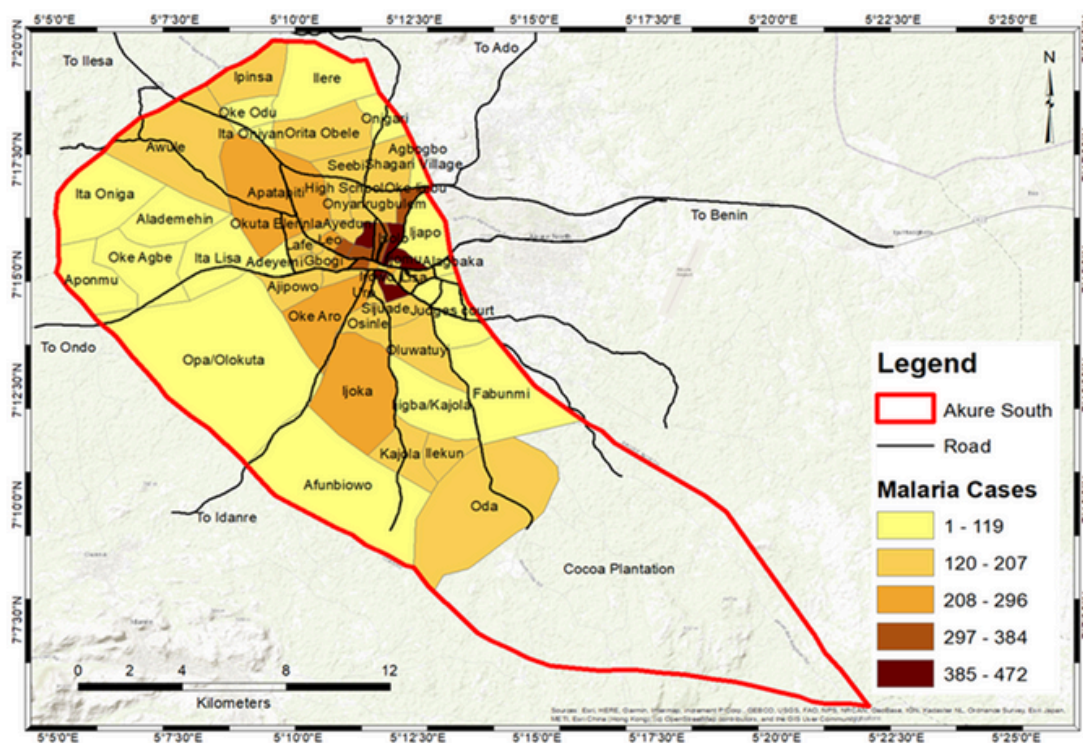 5°5'0"E 5°7'30"E 5°10'0"E 5°12'30"E 5°15'0"E 5°17'30"E 5°20'0"E 5°22'30"E 5°25'0"E
7°20'0"N
7°17'30"N
7°15'0"N
7°12'30"N
7°10'0"N
7°7'30"N
To Ilesa
To Ado
N
Ipinsa
Ilere
Oke Odu
Onigari
Ita Oniyan
Orita Obele
Awule
Agbogbo
Seebi
Shagari Village
Ita Oniga
Apatapiti
High School
Onyarugbulem
Alademehin
Okuta Elerinla
Ayedun
Ijapo
To Benin
Leo
Lafe
Oke Agbe
Ita Lisa
Adeyemi
Gbogi
Alagbaka
Aponmu
Ajipowo
Oke Aro
Sijuade
Judges court
Osinle
To Ondo
Opa/Olokuta
Oluwatuyi
Ijoka
Fabunmi
igba/Kajola
Kajola
Ilekun
Afunbiowo
Oda
To Idanre
Cocoa Plantation
Legend
Akure South
Road
Malaria Cases
1 - 119
120 - 207
208 - 296
297 - 384
385 - 472
0 2 4 8 12
Kilometers
5°5'0"E 5°7'30"E 5°10'0"E 5°12'30"E 5°15'0"E 5°17'30"E 5°20'0"E 5°22'30"E 5°25'0"E